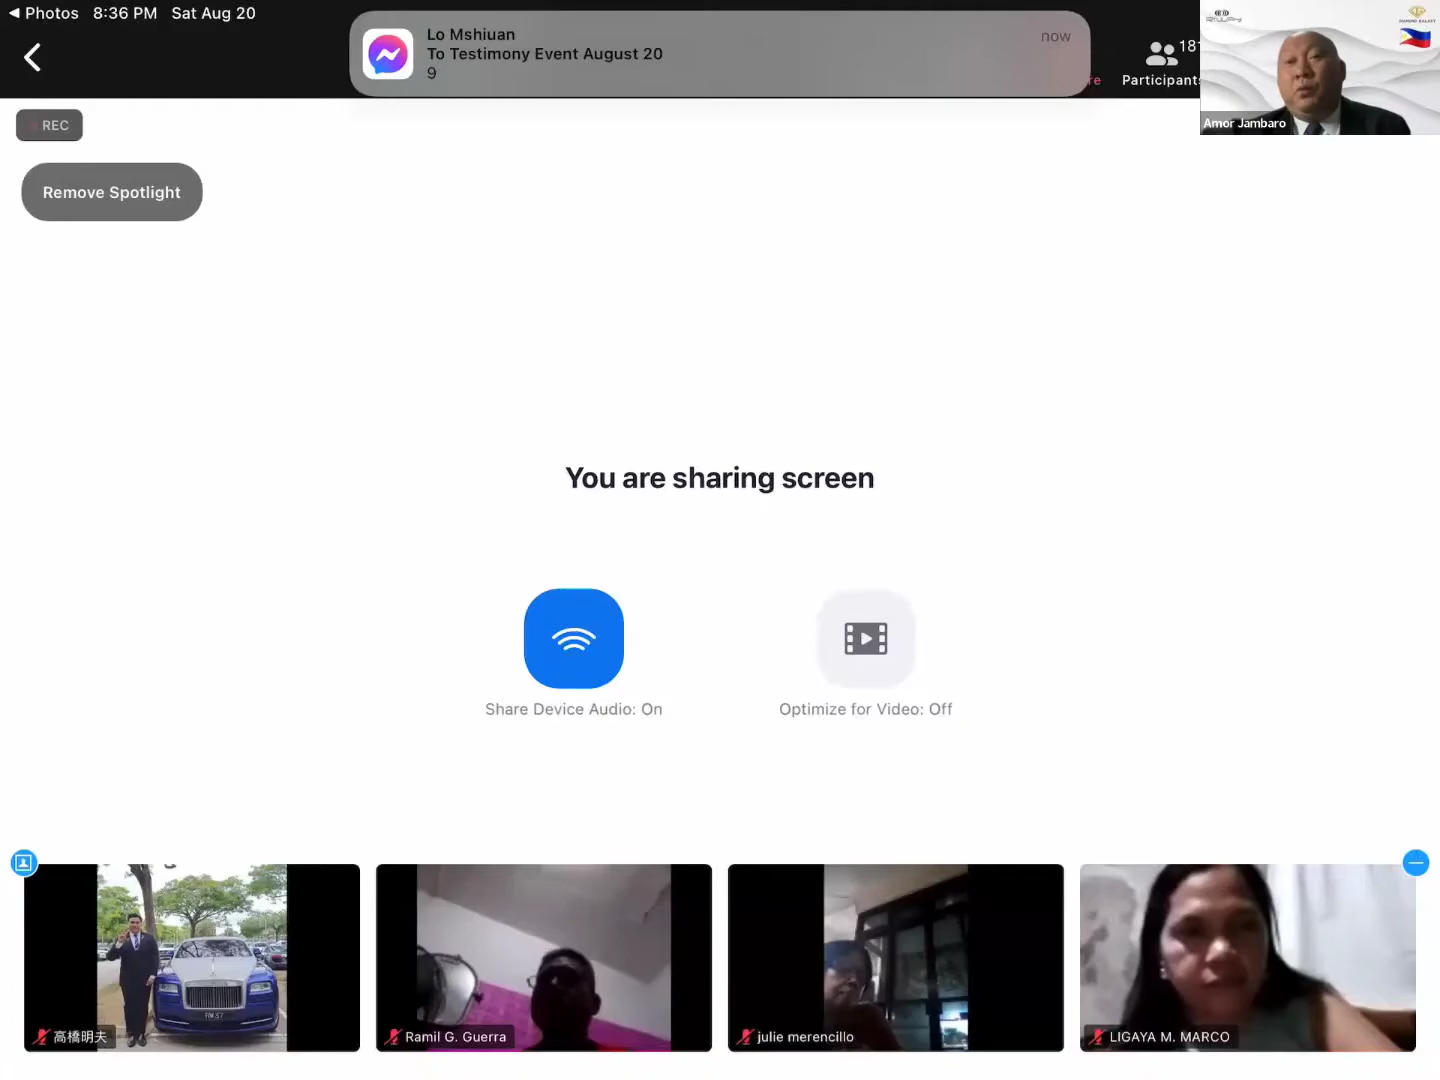 ◀ Photos 8:36 PM Sat Aug 20
Lo Mshiuan
now
To Testimony Event August 20
9
Participants
Amor Jambaro
REC
Remove Spotlight
You are sharing screen
Share Device Audio: On
Optimize for Video: Off
高橋明夫
Ramil G. Guerra
julie merencillo
LIGAYA M. MARCO